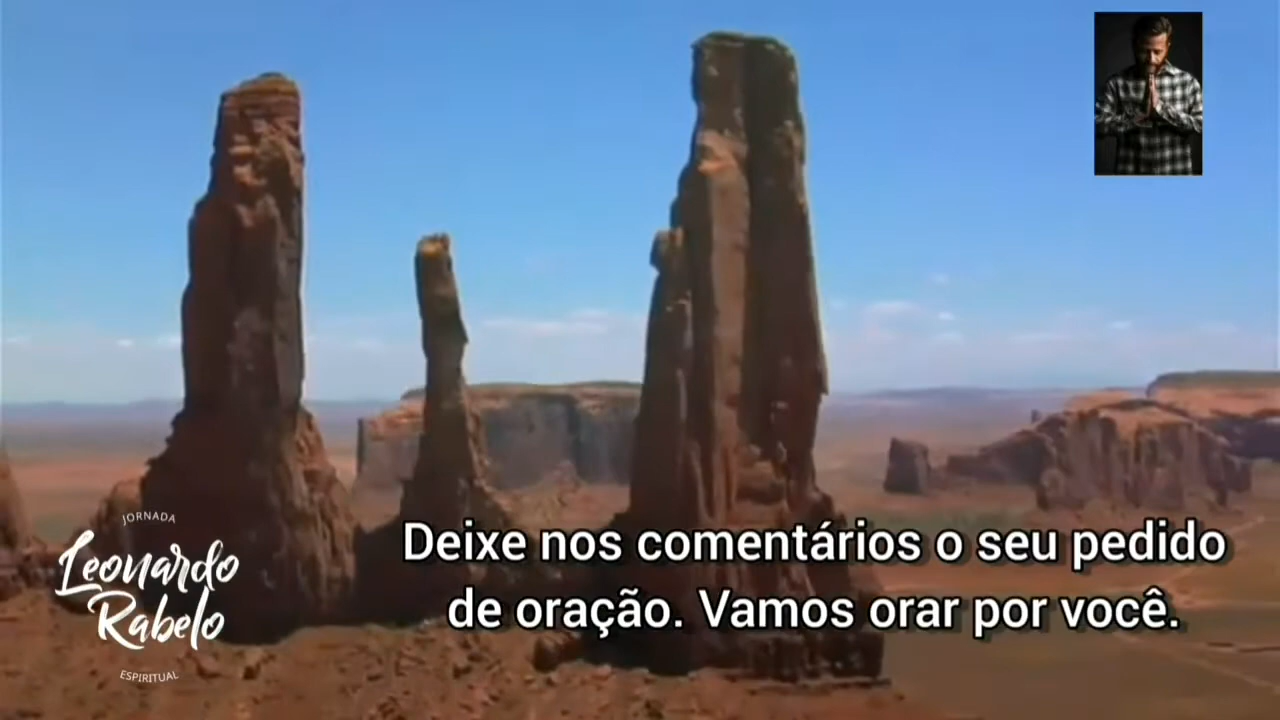 JORNADA
Leonardo
Rabelo
ESPIRITUAL
Deixe nos comentários o seu pedido
de oração. Vamos orar por você.